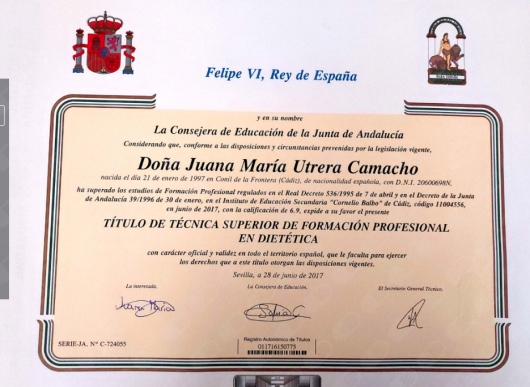 Felipe VI, Rey de España
y en su nombre
La Consejera de Educación de la Junta de Andalucía
Considerando que, conforme a las disposiciones y circunstancias prevenidas por la legislación vigente,
Doña Juana María Utrera Camacho
nacida el día 21 de enero de 1997 en Conil de la Frontera (Cádiz), de nacionalidad española, con D.N.I. 20600698N,
ha superado los estudios de Formación Profesional regulados en el Real Decreto 536/1995 de 7 de abril y en el Decreto de la Junta
de Andalucía 39/1996 de 30 de enero, en el Instituto de Educación Secundaria "Cornelio Balbo" de Cádiz, código 11004556,
en junio de 2017, con la calificación de 6.9, expide a su favor el presente
TÍTULO DE TÉCNICA SUPERIOR DE FORMACIÓN PROFESIONAL
EN DIETÉTICA
con carácter oficial y validez en todo el territorio español, que le faculta para ejercer
los derechos que a este título otorgan las disposiciones vigentes.
Sevilla, a 28 de junio de 2017
La interesada,
La Consejera de Educación,
El Secretario General Técnico,
SERIE-JA. Nº C-724055
Registro Autonómico de Títulos
011716150775